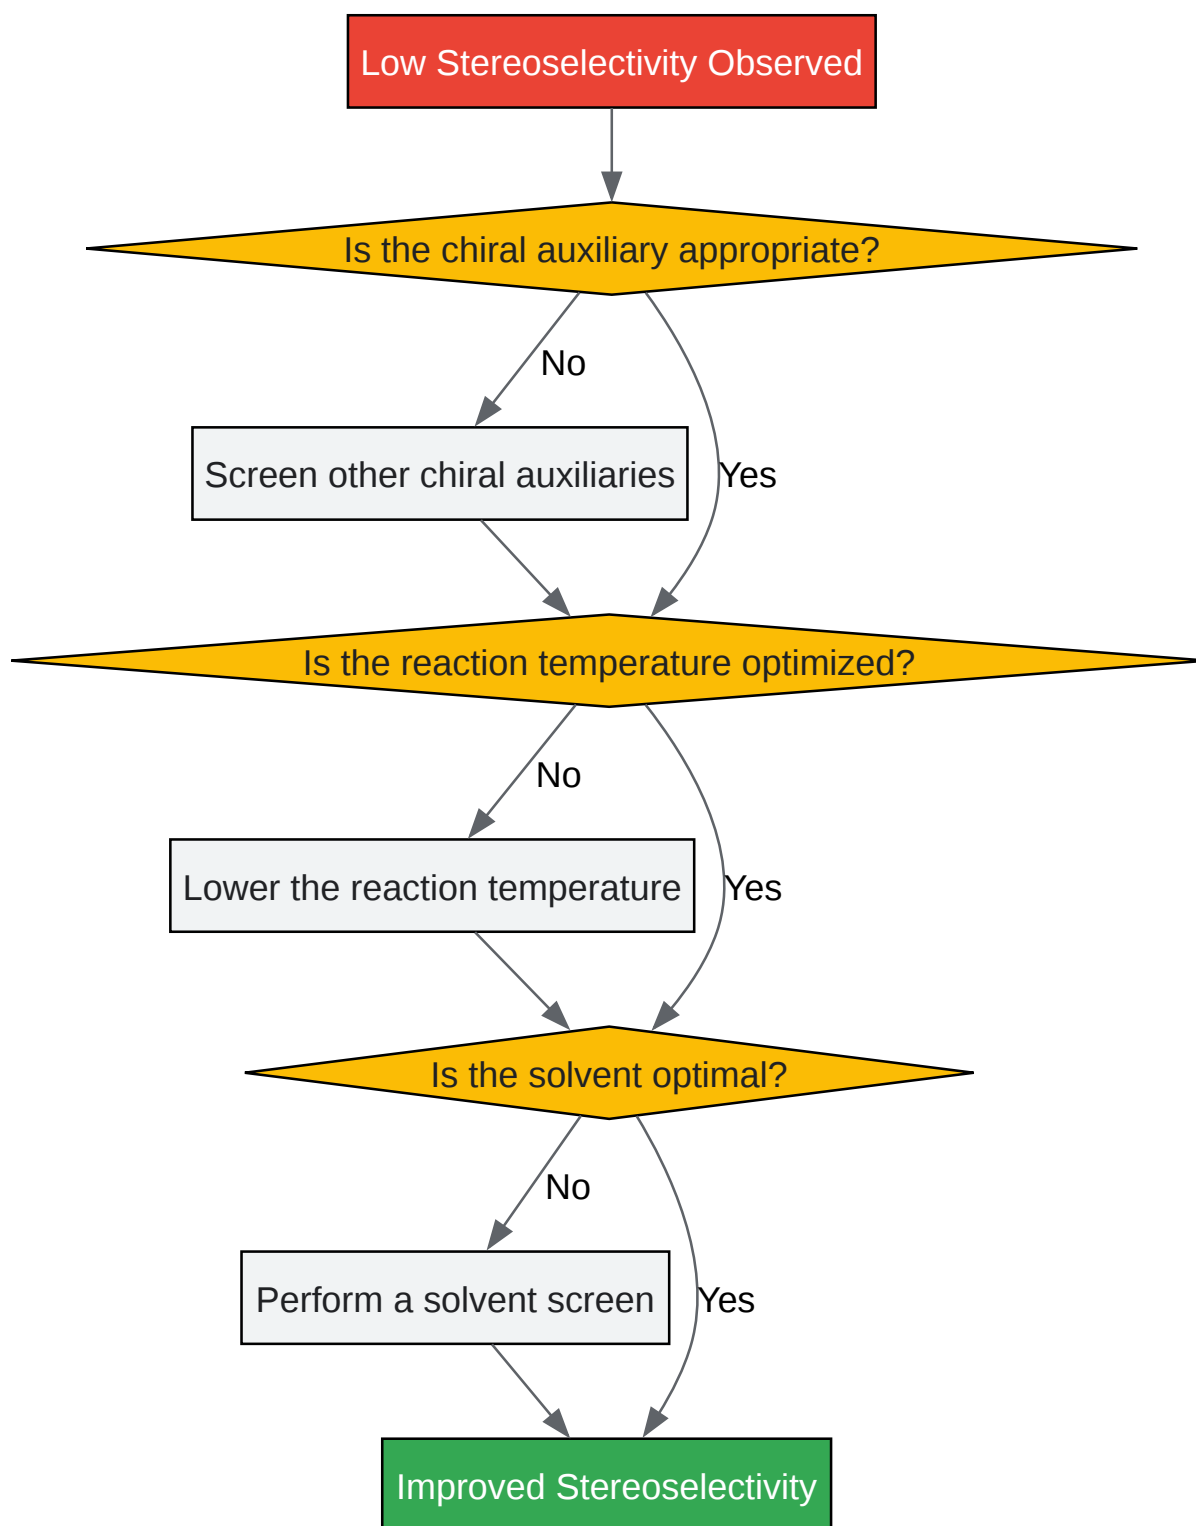 Low Stereoselectivity Observed
Is the chiral auxiliary appropriate?
No
Screen other chiral auxiliaries
Yes
Is the reaction temperature optimized?
No
Lower the reaction temperature
Yes
Is the solvent optimal?
No
Perform a solvent screen
Yes
Improved Stereoselectivity